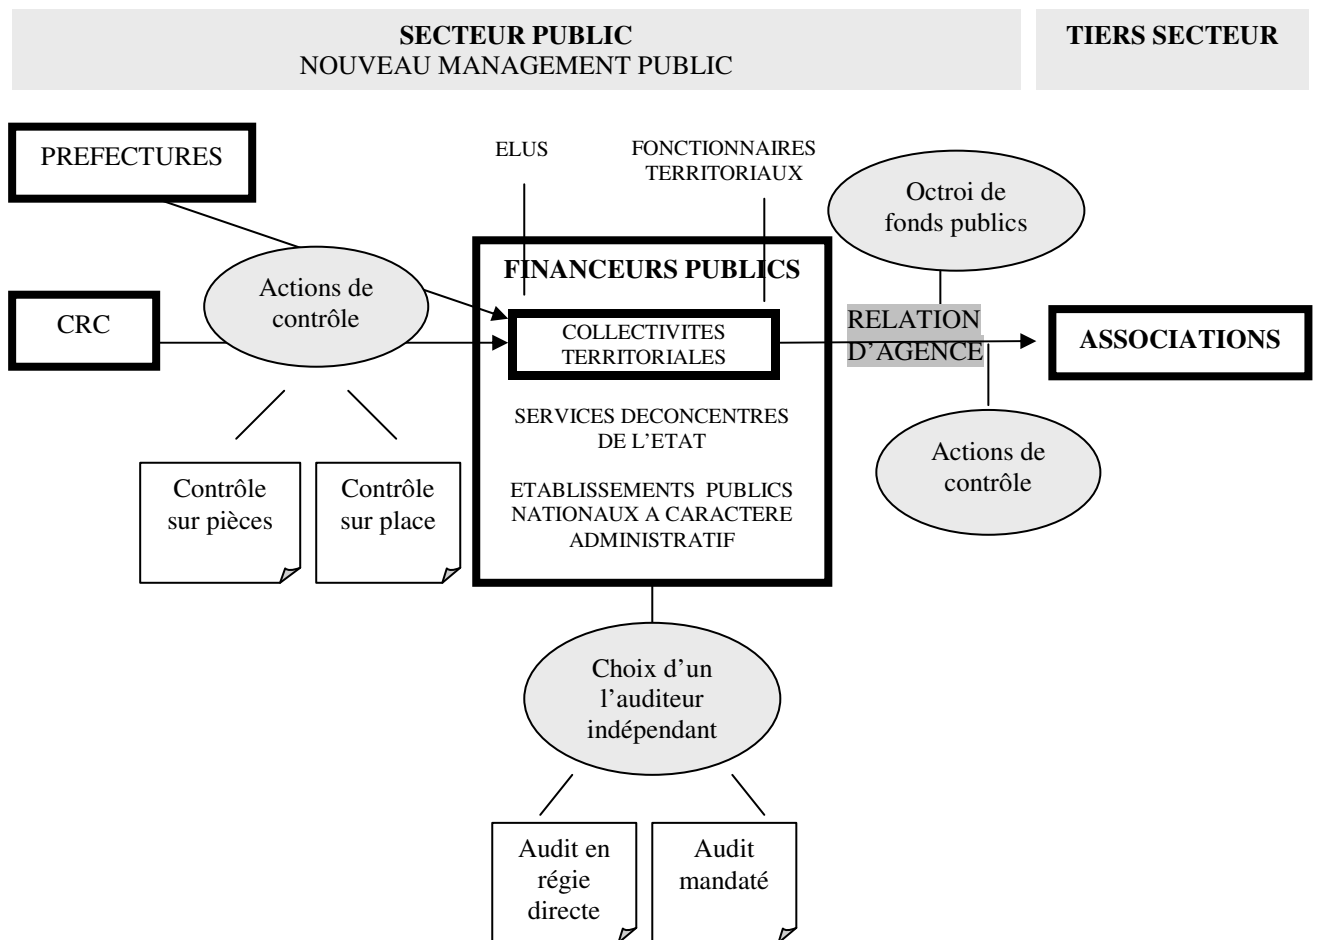 SECTEUR PUBLIC
NOUVEAU MANAGEMENT PUBLIC
TIERS SECTEUR
PREFECTURES
ELUS
FONCTIONNAIRES
TERRITORIAUX
Octroi de
fonds publics
CRC
Actions de
contrôle
FINANCEURS PUBLICS
COLLECTIVITES
TERRITORIALES
RELATION
D’AGENCE
ASSOCIATIONS
SERVICES DECONCENTRES
DE L’ETAT
ETABLISSEMENTS PUBLICS
NATIONAUX A CARACTERE
ADMINISTRATIF
Actions de
contrôle
Contrôle
sur pièces
Contrôle
sur place
Choix d’un
l’auditeur
indépendant
Audit en
régie
directe
Audit
mandaté